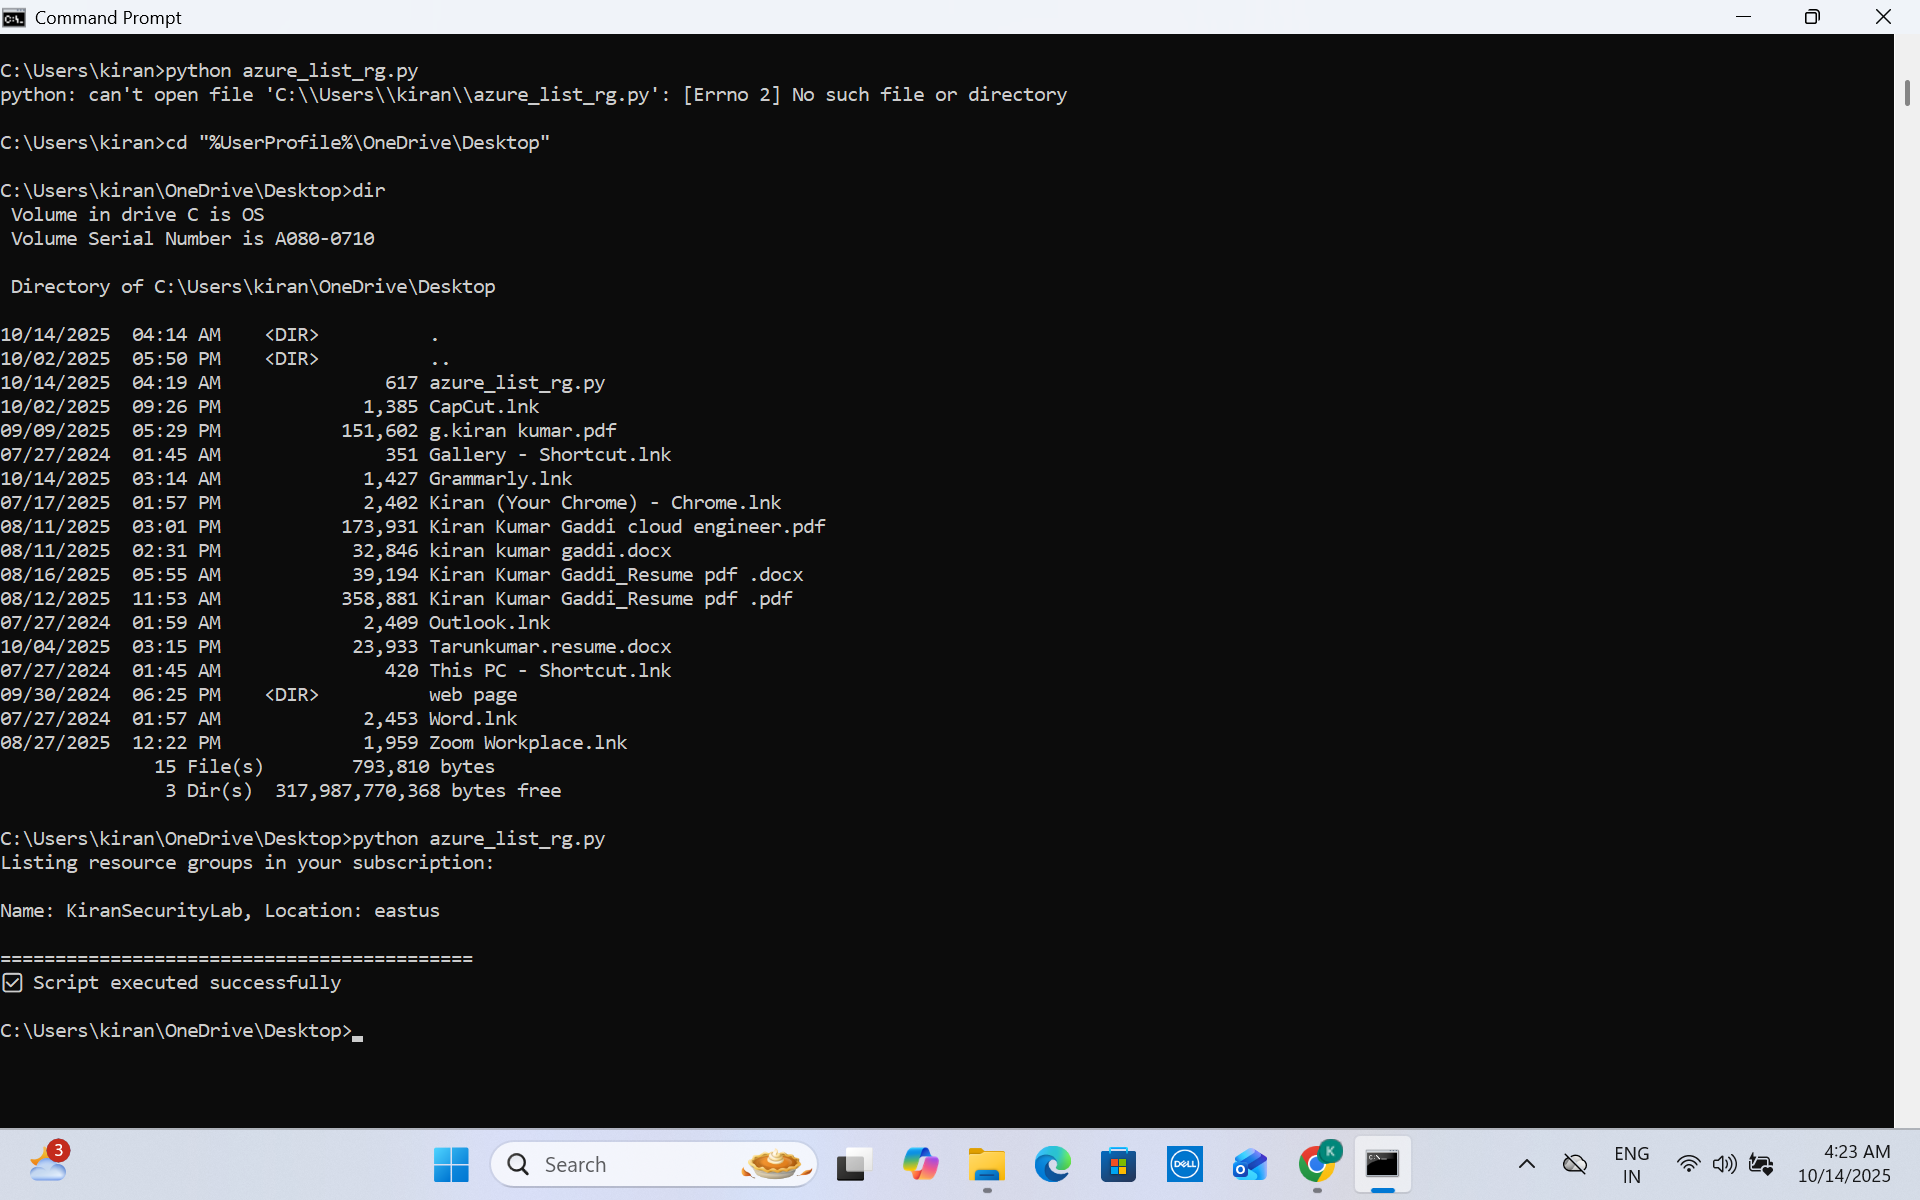 Command Prompt
C:\Users\kiran>python azure_list_rg.py
python: can't open file 'C:\\Users\\kiran\\azure_list_rg.py': [Errno 2] No such file or directory
C:\Users\kiran>cd "%UserProfile%\OneDrive\Desktop"
C:\Users\kiran\OneDrive\Desktop>dir
Volume in drive C is OS
Volume Serial Number is A080-0710
Directory of C:\Users\kiran\OneDrive\Desktop
10/14/2025  04:14 AM    <DIR>          .
10/02/2025  05:50 PM    <DIR>          ..
10/14/2025  04:19 AM               617 azure_list_rg.py
10/02/2025  09:26 PM             1,385 CapCut.lnk
09/09/2025  05:29 PM           151,602 g.kiran kumar.pdf
07/27/2024  01:45 AM               351 Gallery - Shortcut.lnk
10/14/2025  03:14 AM             1,427 Grammarly.lnk
07/17/2025  01:57 PM             2,402 Kiran (Your Chrome) - Chrome.lnk
08/11/2025  03:01 PM           173,931 Kiran Kumar Gaddi cloud engineer.pdf
08/11/2025  02:31 PM            32,846 kiran kumar gaddi.docx
08/16/2025  05:55 AM            39,194 Kiran Kumar Gaddi_Resume pdf .docx
08/12/2025  11:53 AM           358,881 Kiran Kumar Gaddi_Resume pdf .pdf
07/27/2024  01:59 AM             2,409 Outlook.lnk
10/04/2025  03:15 PM            23,933 Tarunkumar.resume.docx
07/27/2024  01:45 AM               420 This PC - Shortcut.lnk
09/30/2024  06:25 PM    <DIR>          web page
07/27/2024  01:57 AM             2,453 Word.lnk
08/27/2025  12:22 PM             1,959 Zoom Workplace.lnk
15 File(s)        793,810 bytes
3 Dir(s)  317,987,770,368 bytes free
C:\Users\kiran\OneDrive\Desktop>python azure_list_rg.py
Listing resource groups in your subscription:
Name: KiranSecurityLab, Location: eastus
===========================================
☑ Script executed successfully
C:\Users\kiran\OneDrive\Desktop>
3
Search
DELL
K
ENG
IN
4:23 AM
10/14/2025